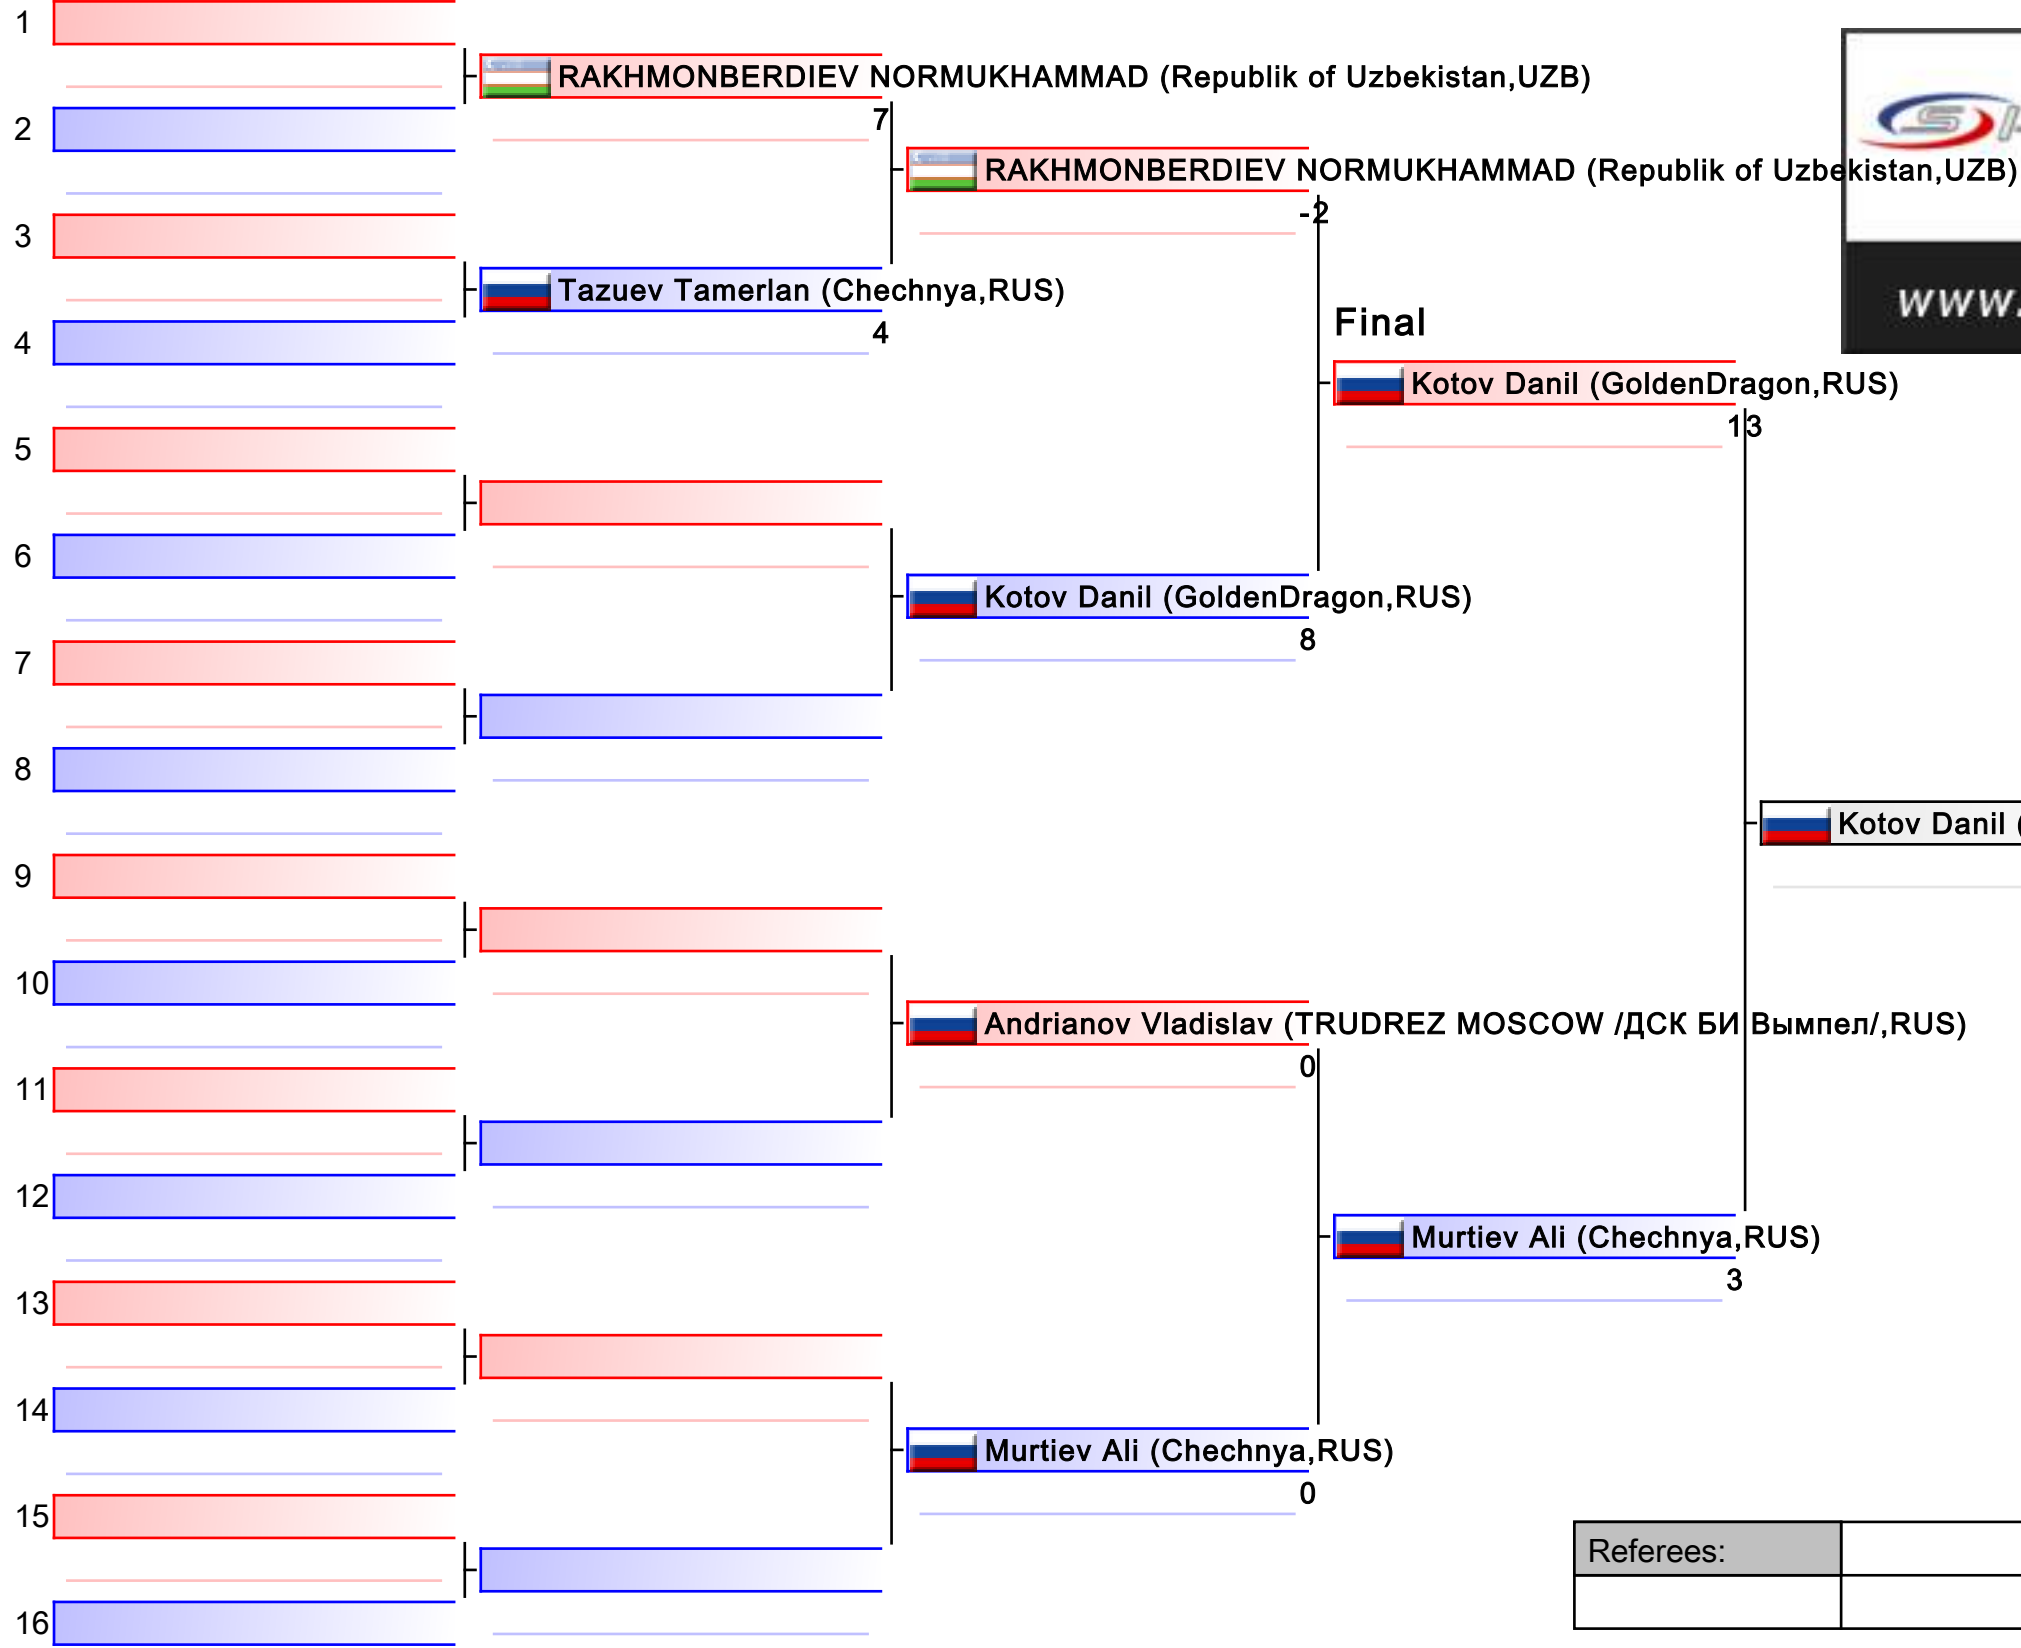 1
RAKHMONBERDIEV NORMUKHAMMAD (Republik of Uzbekistan,UZB)
7
2
RAKHMONBERDIEV NORMUKHAMMAD (Republik of Uzbekistan,UZB)
-2
3
Tazuev Tamerlan (Chechnya,RUS)
4
4
Final
Kotov Danil (GoldenDragon,RUS)
13
5
6
Kotov Danil (GoldenDragon,RUS)
8
7
8
Kotov Danil (
9
10
Andrianov Vladislav (TRUDREZ MOSCOW /ДСК БИ Вымпел/,RUS)
0
11
12
Murtiev Ali (Chechnya,RUS)
3
13
14
Murtiev Ali (Chechnya,RUS)
0
15
Referees:
16
www.